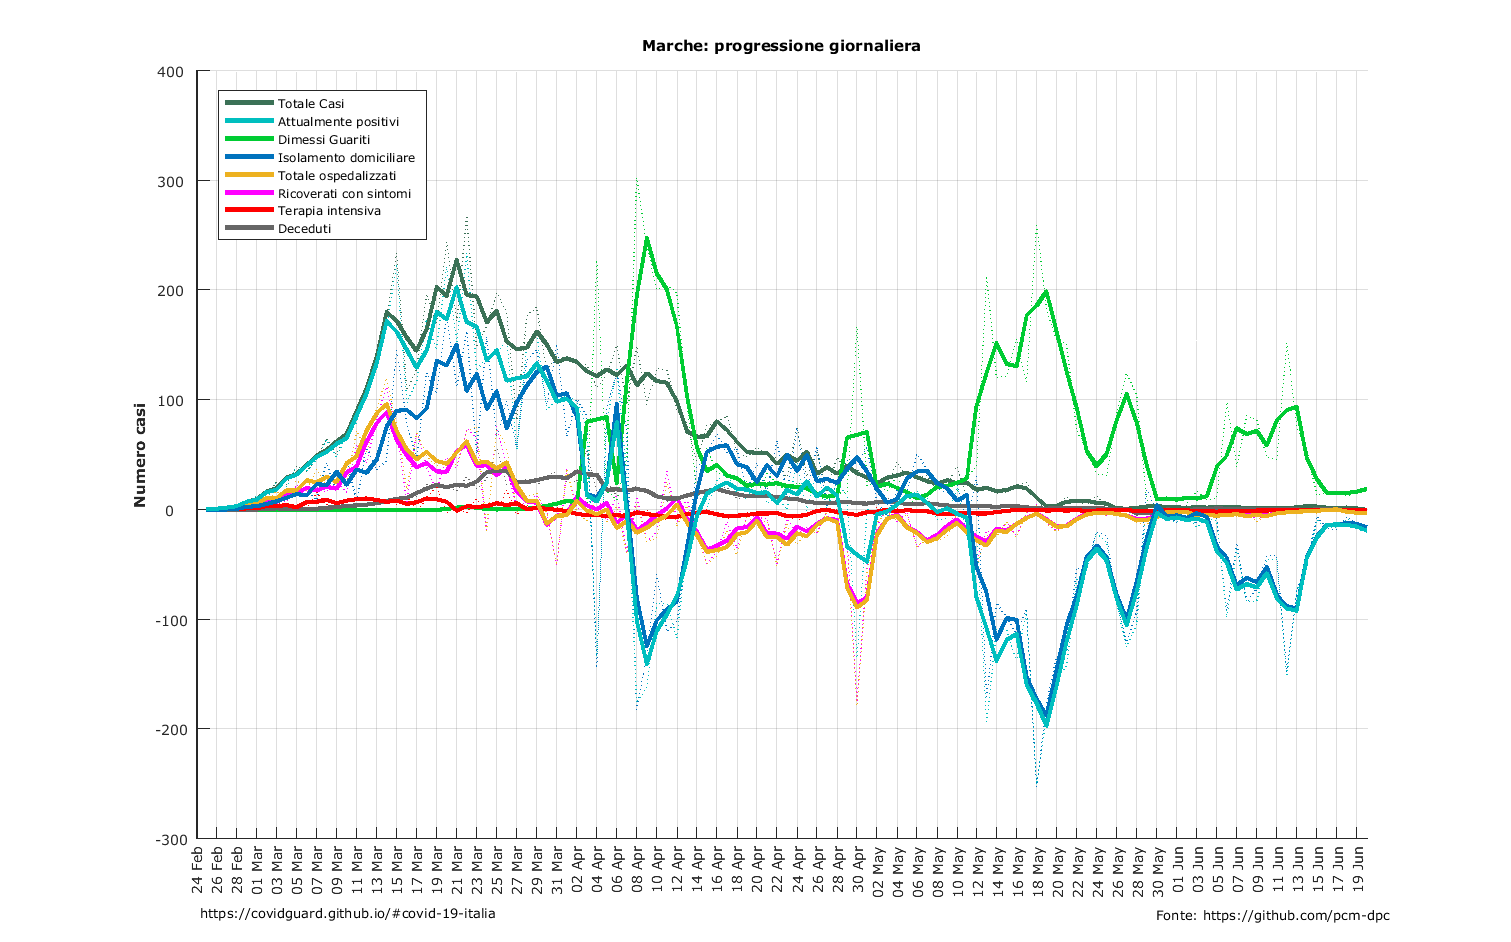 Marche: progressione giornaliera
400
300
200
100
0
-100
-200
-300
Numero casi
Totale Casi
Attualmente positivi
Dimessi Guariti
Isolamento domiciliare
Totale ospedalizzati
Ricoverati con sintomi
Terapia intensiva
Deceduti
24 Feb
26 Feb
28 Feb
01 Mar
03 Mar
05 Mar
07 Mar
09 Mar
11 Mar
13 Mar
15 Mar
17 Mar
19 Mar
21 Mar
23 Mar
25 Mar
27 Mar
29 Mar
31 Mar
02 Apr
04 Apr
06 Apr
08 Apr
10 Apr
12 Apr
14 Apr
16 Apr
18 Apr
20 Apr
22 Apr
24 Apr
26 Apr
28 Apr
30 Apr
02 May
04 May
06 May
08 May
10 May
12 May
14 May
16 May
18 May
20 May
22 May
24 May
26 May
28 May
30 May
01 Jun
03 Jun
05 Jun
07 Jun
09 Jun
11 Jun
13 Jun
15 Jun
17 Jun
19 Jun
https://covidguard.github.io/#covid-19-italia
Fonte: https://github.com/pcm-dpc